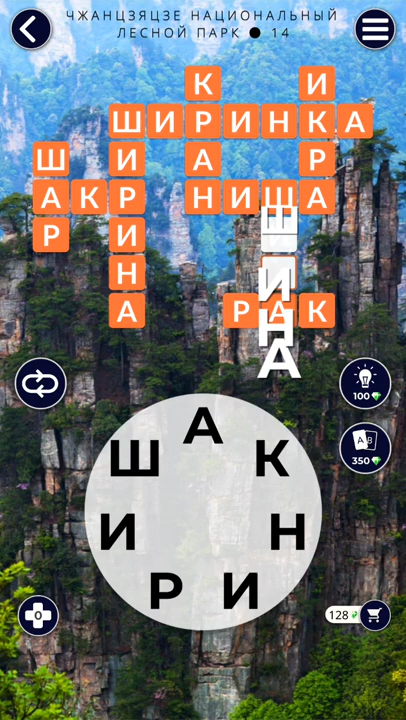 ЧЖАНЦЗЯЦЗЕ НАЦИОНАЛЬНЫЙ
ЛЕСНОЙ ПАРК ● 14
К И
ШИРИНКА
Ш И А Р
АКР НИША
Р И
Н
А РАК
ШИНА
100
A B
350
А
Ш К
И Н
Р И
0
128